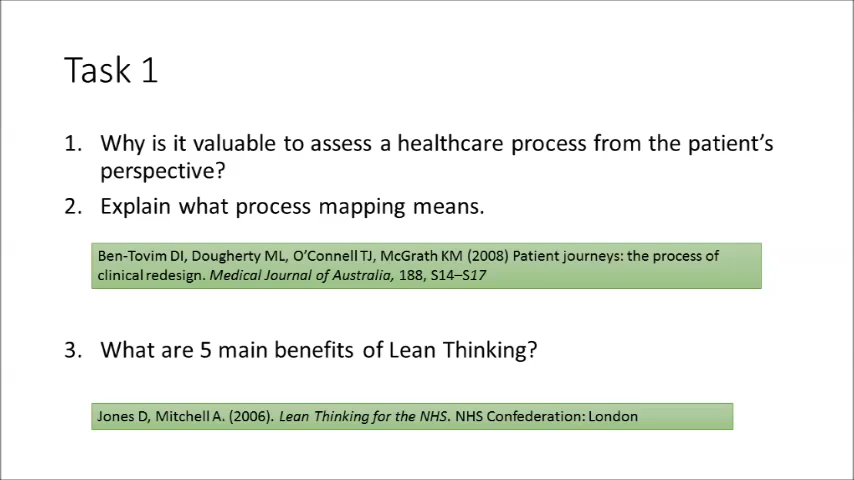 Task 1
1. Why is it valuable to assess a healthcare process from the patient's
perspective?
2. Explain what process mapping means.
Ben-Tovim DI, Dougherty ML, O'Connell TJ, McGrath KM (2008) Patient journeys: the process of
clinical redesign. Medical Journal of Australia, 188, S14–S17
3. What are 5 main benefits of Lean Thinking?
Jones D, Mitchell A. (2006). Lean Thinking for the NHS. NHS Confederation: London